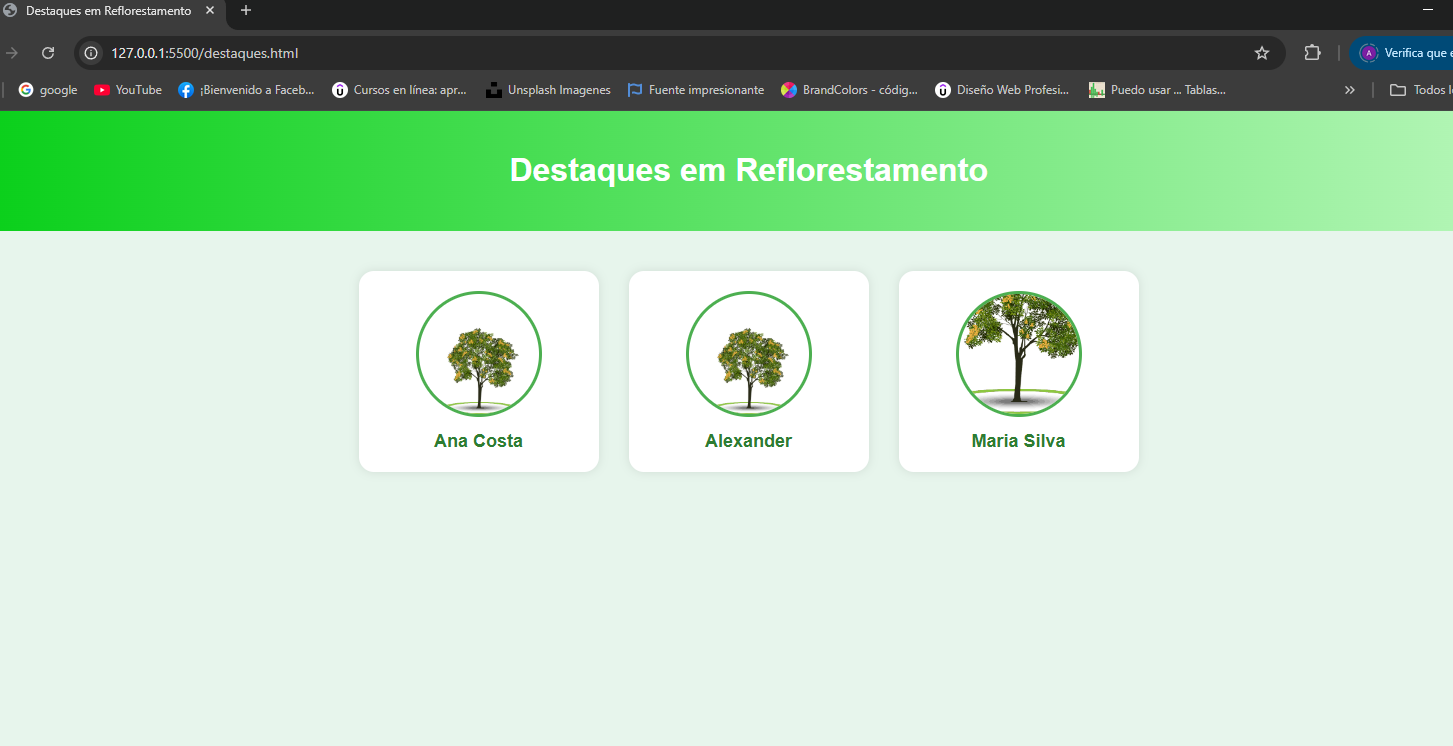 Destaques em Reflorestamento
127.0.0.1:5500/destaques.html
Verifica que e
google YouTube ¡Bienvenido a Faceb... Cursos en línea: apr... Unsplash Imagenes Fuente impresionante BrandColors - códig... Diseño Web Profesi... Puedo usar ... Tablas... Todos l
Destaques em Reflorestamento
Ana Costa
Alexander
Maria Silva